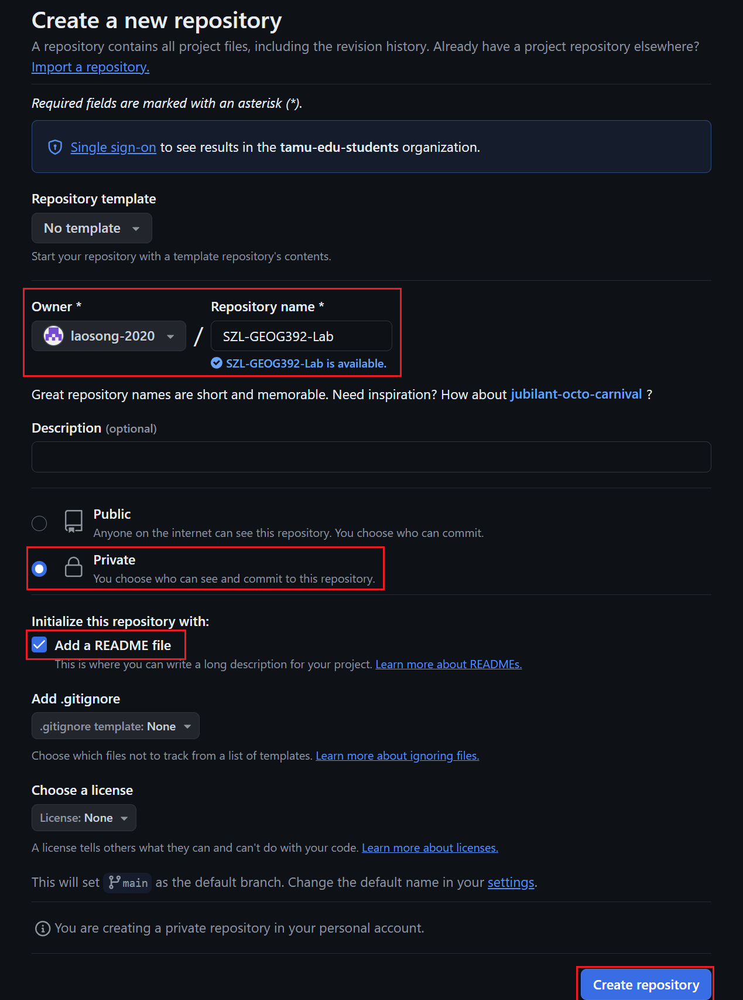 Create a new repository
A repository contains all project files, including the revision history. Already have a project repository elsewhere?
Import a repository.
Required fields are marked with an asterisk (*).
Single sign-on to see results in the tamu-edu-students organization.
Repository template
No template
Start your repository with a template repository's contents.
Owner *
Repository name *
laosong-2020
/
SZL-GEOG392-Lab
SZL-GEOG392-Lab is available.
Great repository names are short and memorable. Need inspiration? How about jubilant-octo-carnival ?
Description (optional)
Public
Anyone on the internet can see this repository. You choose who can commit.
Private
You choose who can see and commit to this repository.
Initialize this repository with:
Add a README file
This is where you can write a long description for your project. Learn more about READMEs.
Add .gitignore
.gitignore template: None
Choose which files not to track from a list of templates. Learn more about ignoring files.
Choose a license
License: None
A license tells others what they can and can't do with your code. Learn more about licenses.
This will set main as the default branch. Change the default name in your settings.
You are creating a private repository in your personal account.
Create repository